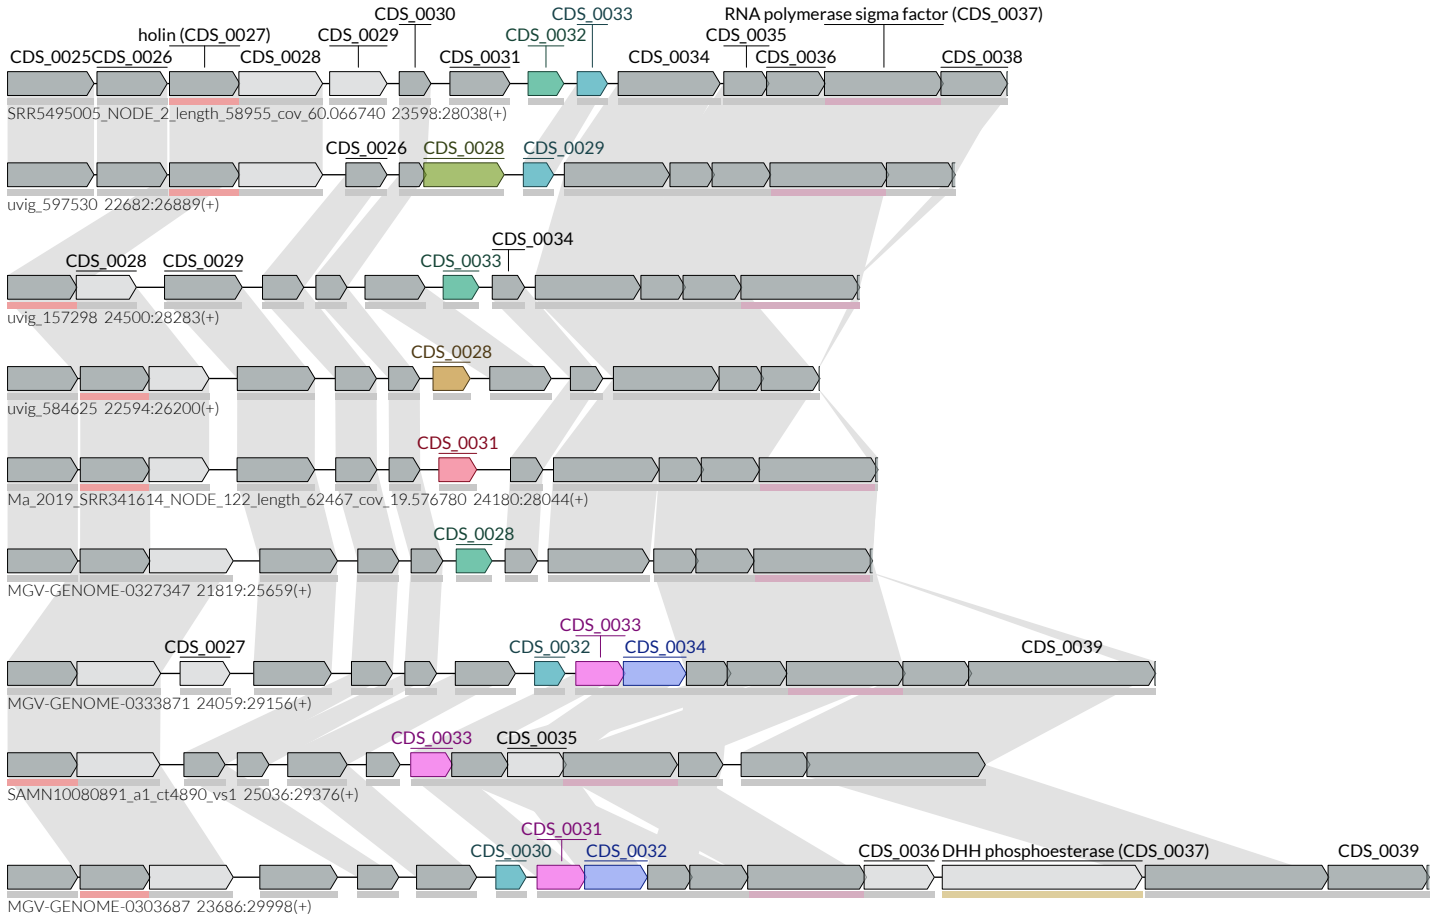 CDS_0030 CDS_0033 RNA polymerase sigma factor (CDS_0037)
holin (CDS_0027) CDS_0029 CDS_0032 CDS_0035
CDS_0025 CDS_0026 CDS_0028 CDS_0031 CDS_0034 CDS_0036 CDS_0038
SRR5495005_NODE_2_length_58955_cov_60.066740 23598:28038(+)
CDS_0026 CDS_0028 CDS_0029
uvig_597530 22682:26889(+)
CDS_0034
CDS_0028 CDS_0029 CDS_0033
uvig_157298 24500:28283(+)
CDS_0028
uvig_584625 22594:26200(+)
CDS_0031
Ma_2019_SRR341614_NODE_122_length_62467_cov_19.576780 24180:28044(+)
CDS_0028
MGV-GENOME-0327347 21819:25659(+)
CDS_0033
CDS_0027 CDS_0032 CDS_0034 CDS_0039
MGV-GENOME-0333871 24059:29156(+)
CDS_0033 CDS_0035
SAMN10080891_a1_ct4890_vs1 25036:29376(+)
CDS_0031
CDS_0030 CDS_0032 CDS_0036 DHH phosphoesterase (CDS_0037) CDS_0039
MGV-GENOME-0303687 23686:29998(+)